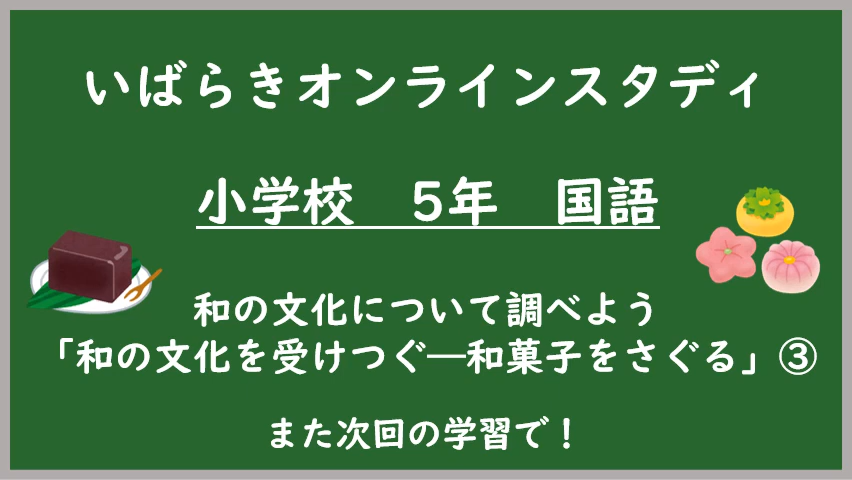 いばらきオンラインスタディ
小学校　5年　国語
和の文化について調べよう
「和の文化を受けつぐ―和菓子をさぐる」③
また次回の学習で！